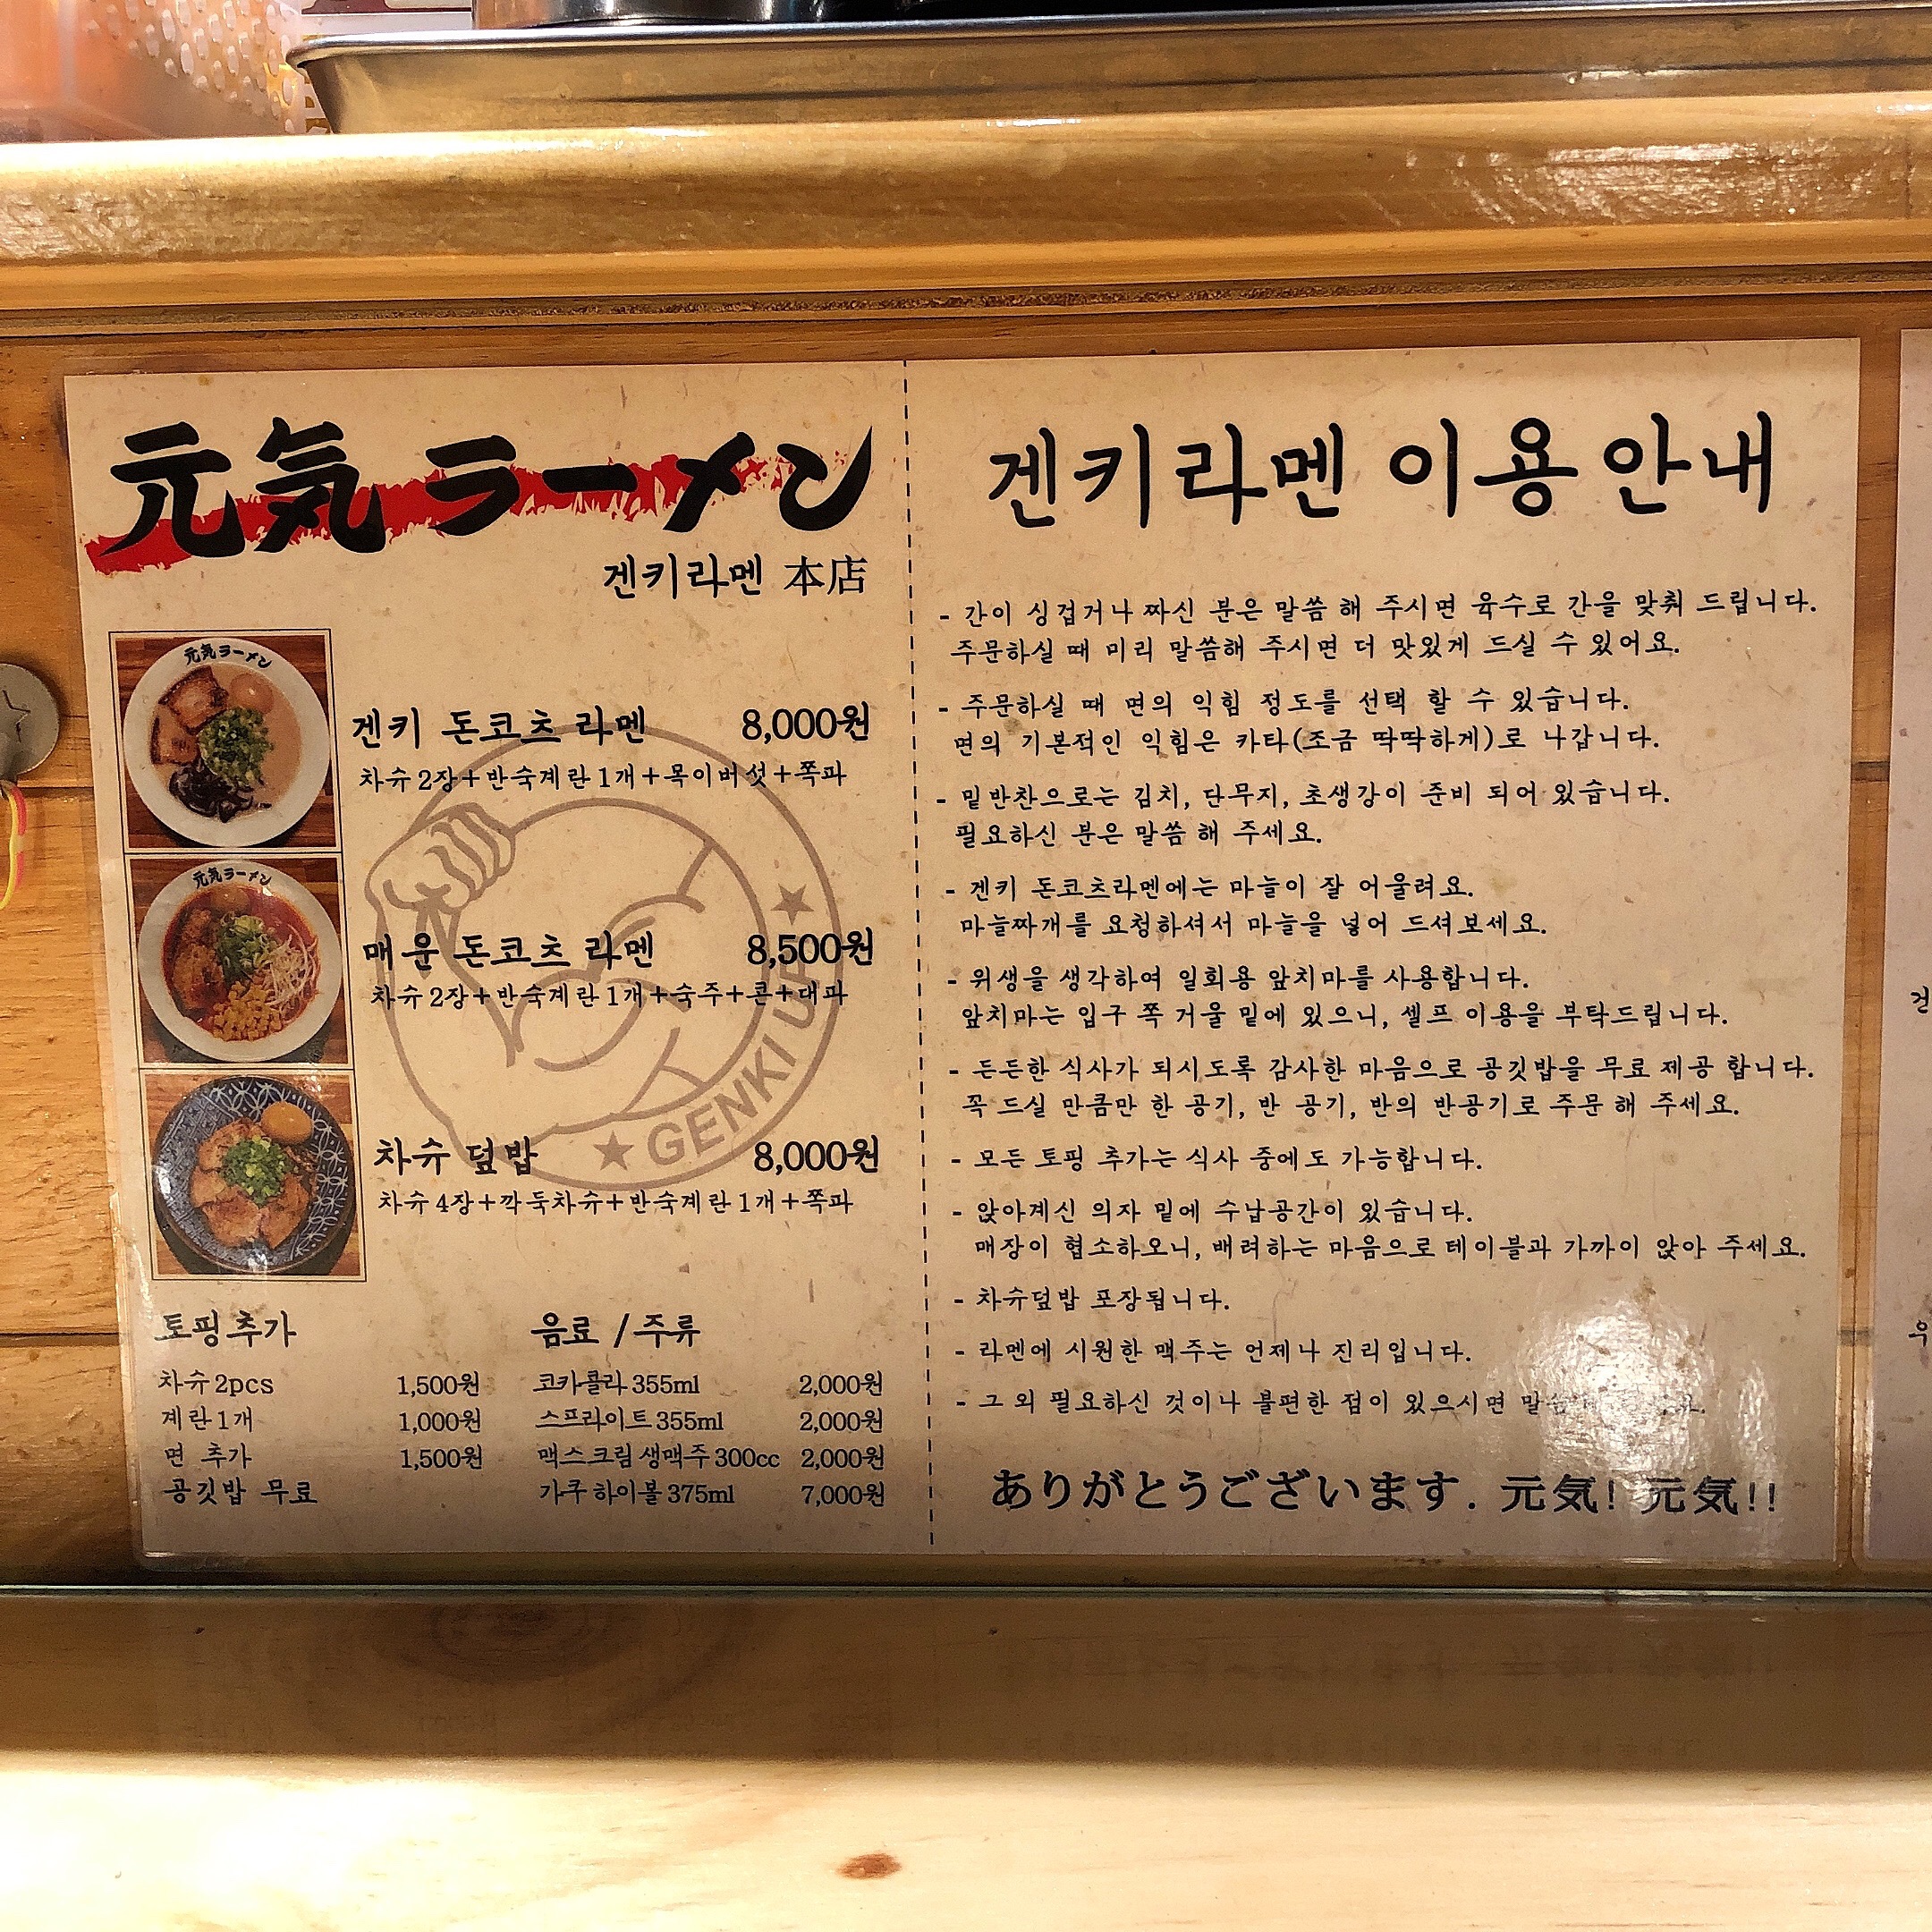 元気ラーメン
겐키라멘 本店
元気ラーメン
겐키 돈코츠 라멘 8,000원
차슈 2장+반숙계란 1개+목이버섯+쪽파
元気ラーメン
매운 돈코츠 라멘 8,500원
차슈 2장+반숙계란 1개+숙주+콘+대파
차슈 덮밥 8,000원
차슈 4장+깍둑차슈+반숙계란 1개+쪽파
★ GENKI UP ★
토핑추가
차슈 2pcs 1,500원
계란 1개 1,000원
면 추가 1,500원
공깃밥 무료
음료 / 주류
코카콜라 355ml 2,000원
스프라이트 355ml 2,000원
맥스크림 생맥주 300cc 2,000원
가쿠 하이볼 375ml 7,000원
겐키라멘 이용 안내
- 간이 싱겁거나 짜신 분은 말씀 해 주시면 육수로 간을 맞춰 드립니다.
주문하실 때 미리 말씀해 주시면 더 맛있게 드실 수 있어요.
- 주문하실 때 면의 익힘 정도를 선택 할 수 있습니다.
면의 기본적인 익힘은 카타(조금 딱딱하게)로 나갑니다.
- 밑반찬으로는 김치, 단무지, 초생강이 준비 되어 있습니다.
필요하신 분은 말씀 해 주세요.
- 겐키 돈코츠라멘에는 마늘이 잘 어울려요.
마늘짜개를 요청하셔서 마늘을 넣어 드셔보세요.
- 위생을 생각하여 일회용 앞치마를 사용합니다.
앞치마는 입구 쪽 거울 밑에 있으니, 셀프 이용을 부탁드립니다.
- 든든한 식사가 되시도록 감사한 마음으로 공깃밥을 무료 제공 합니다.
꼭 드실 만큼만 한 공기, 반 공기, 반의 반공기로 주문 해 주세요.
- 모든 토핑 추가는 식사 중에도 가능합니다.
- 앉아계신 의자 밑에 수납공간이 있습니다.
매장이 협소하오니, 배려하는 마음으로 테이블과 가까이 앉아 주세요.
- 차슈덮밥 포장됩니다.
- 라멘에 시원한 맥주는 언제나 진리입니다.
- 그 외 필요하신 것이나 불편한 점이 있으시면
ありがとうございます. 元気! 元気!!